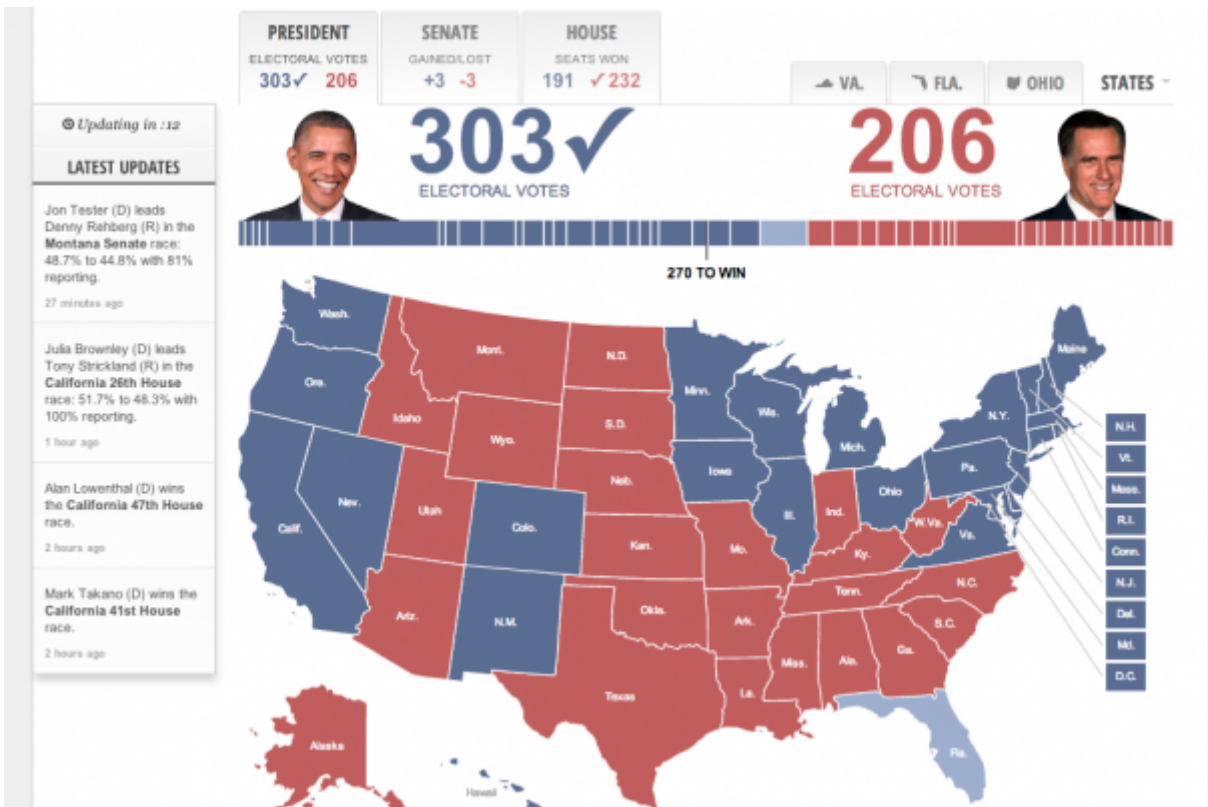 PRESIDENT
ELECTORAL VOTES
303✓ 206
SENATE
GAINED/LOST
+3 -3
HOUSE
SEATS WON
191 ✓232
VA.
FLA.
OHIO
STATES
Updating in :12
LATEST UPDATES
Jon Tester (D) leads
Denny Rehberg (R) in the
Montana Senate race:
48.7% to 44.8% with 81%
reporting.
27 minutes ago
Julia Brownley (D) leads
Tony Strickland (R) in the
California 26th House
race: 51.7% to 48.3% with
100% reporting.
1 hour ago
Alan Lowenthal (D) wins
the California 47th House
race.
2 hours ago
Mark Takano (D) wins the
California 41st House
race.
2 hours ago
303✓
ELECTORAL VOTES
206
ELECTORAL VOTES
270 TO WIN
Wash.
Mont.
N.D.
Maine
Ore.
Minn.
Idaho
S.D.
Wis.
N.Y.
N.H.
Wyo.
Mich.
Vt.
Neb.
Iowa
Pa.
Mass.
Nev.
Utah
Ohio
R.I.
Calif.
Colo.
Ill.
Ind.
W.Va.
Va.
Conn.
Kan.
Mo.
Ky.
N.J.
Tenn.
N.C.
Del.
Ariz.
N.M.
Okla.
Ark.
S.C.
Md.
Miss.
Ala.
Ga.
D.C.
Texas
La.
Alaska
Fla.
Hawaii